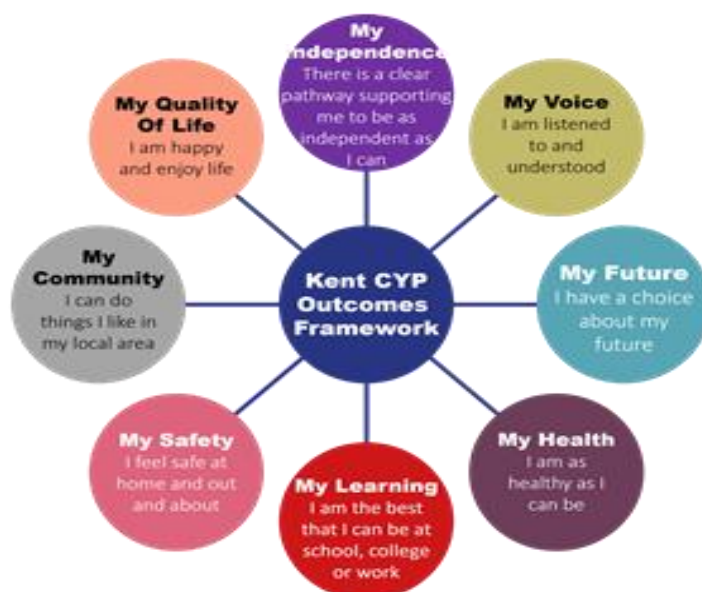 My
Independence
There is a clear
pathway supporting
me to be as
independent as
I can
My Voice
I am listened
to and
understood
My Future
I have a choice
about my
future
My Health
I am as
healthy as I
can be
My Learning
I am the best
that I can be at
school, college
or work
My Safety
I feel safe at
home and out
and about
My
Community
I can do
things I like in
my local area
My Quality
Of Life
I am happy
and enjoy life
Kent CYP
Outcomes
Framework